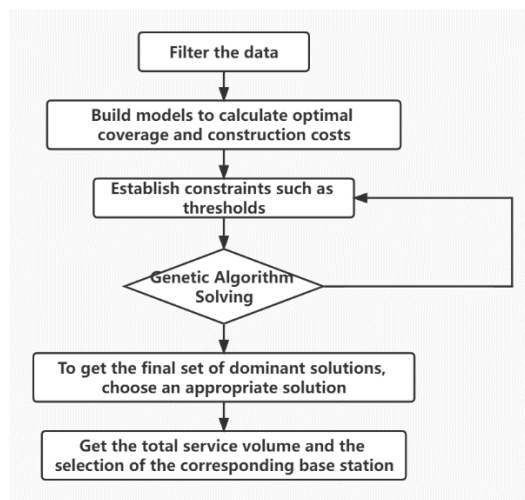 Filter the data
Build models to calculate optimal
coverage and construction costs
Establish constraints such as
thresholds
Genetic Algorithm
Solving
To get the final set of dominant solutions,
choose an appropriate solution
Get the total service volume and the
selection of the corresponding base station